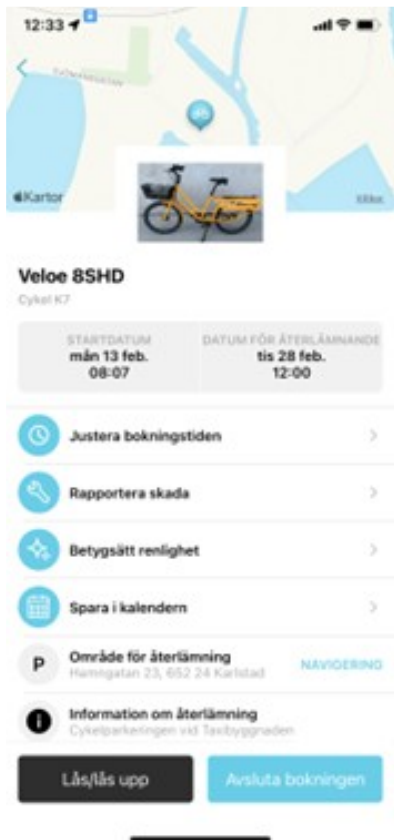 12:33
SJÖMANSGATAN
Kartor
Villkor.
Veloe 8SHD
Cykel K7
STARTDATUM
mån 13 feb.
08:07
DATUM FÖR ÅTERLÄMNANDE
tis 28 feb.
12:00
Justera bokningstiden
Rapportera skada
Betygsätt renlighet
Spara i kalendern
P
Område för återlämning
Hamngatan 23, 652 24 Karlstad
NAVIGERING
Information om återlämning
Cykelparkeringen vid Taxibyggnaden
Lås/lås upp
Avsluta bokningen